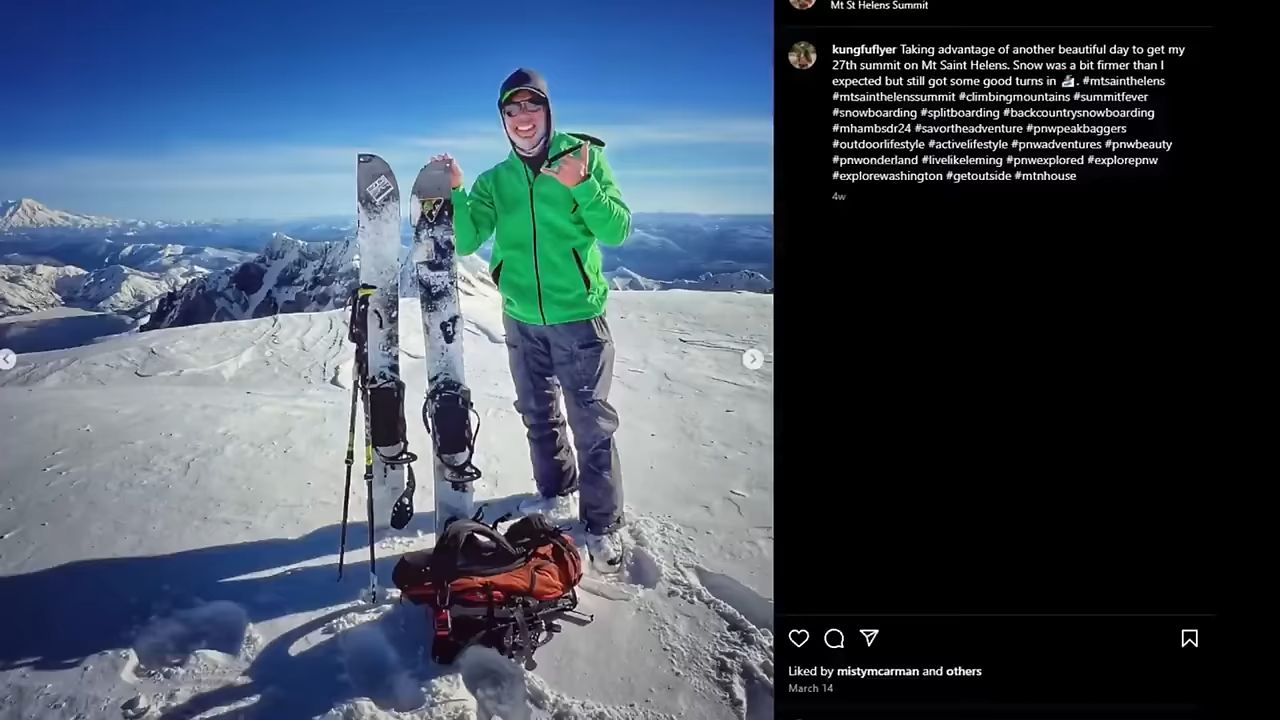 Mt St Helens Summit
kungfuflyer Taking advantage of another beautiful day to get my
27th summit on Mt Saint Helens. Snow was a bit firmer than I
expected but still got some good turns in 🏂. #mtsainthelens
#mtsainthelenssummit #climbingmountains #summitfever
#snowboarding #splitboarding #backcountrysnowboarding
#mhambsdr24 #savortheadventure #pnwpeakbaggers
#outdoorlifestyle #activelifestyle #pnwadventures #pnwbeauty
#pnwonderland #livelikeleming #pnwexplored #explorepnw
#explorewashington #getoutside #mtnhouse
4w
Liked by mistymcarman and others
March 14